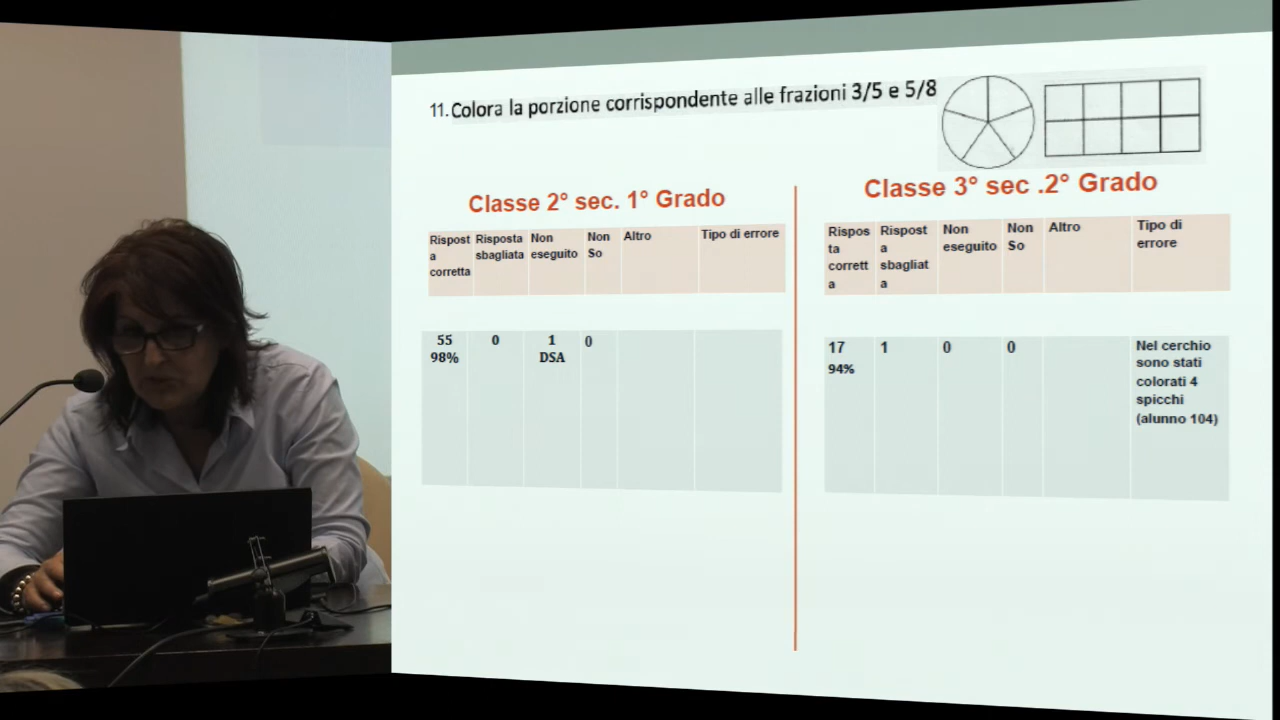 11. Colora la porzione corrispondente alle frazioni 3/5 e 5/8
Classe 2° sec. 1° Grado
Rispost Risposta Non Non Altro Tipo di errore
a sbagliata eseguito So
corretta
55 0 1 0
98% DSA
Classe 3° sec .2° Grado
Rispos Rispost Non Non Altro Tipo di
ta a eseguito So errore
corrett sbagliat
a a
17 1 0 0 Nel cerchio
94% sono stati
colorati 4
spicchi
(alunno 104)